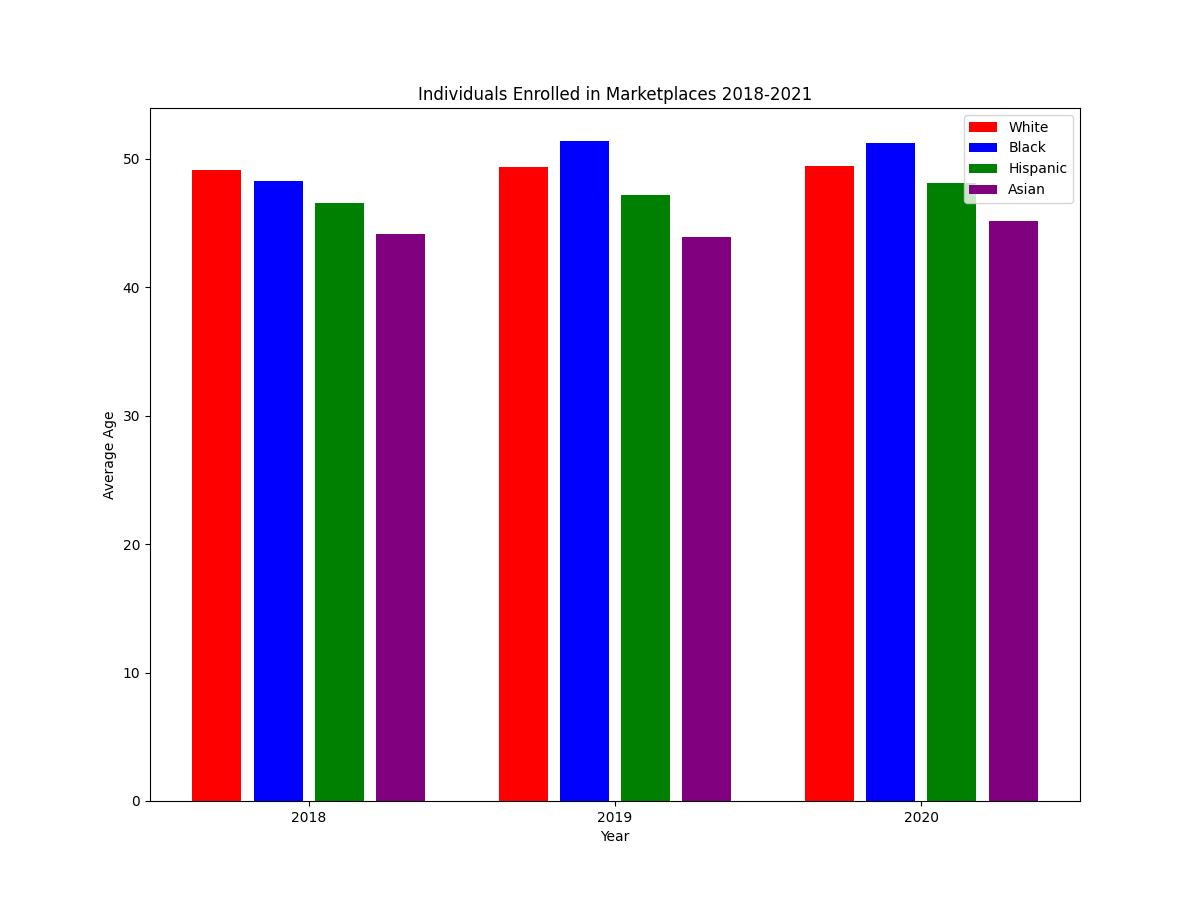 Individuals Enrolled in Marketplaces 2018-2021
White
Black
Hispanic
Asian
50
40
30
20
10
0
Average Age
2018
2019
2020
Year